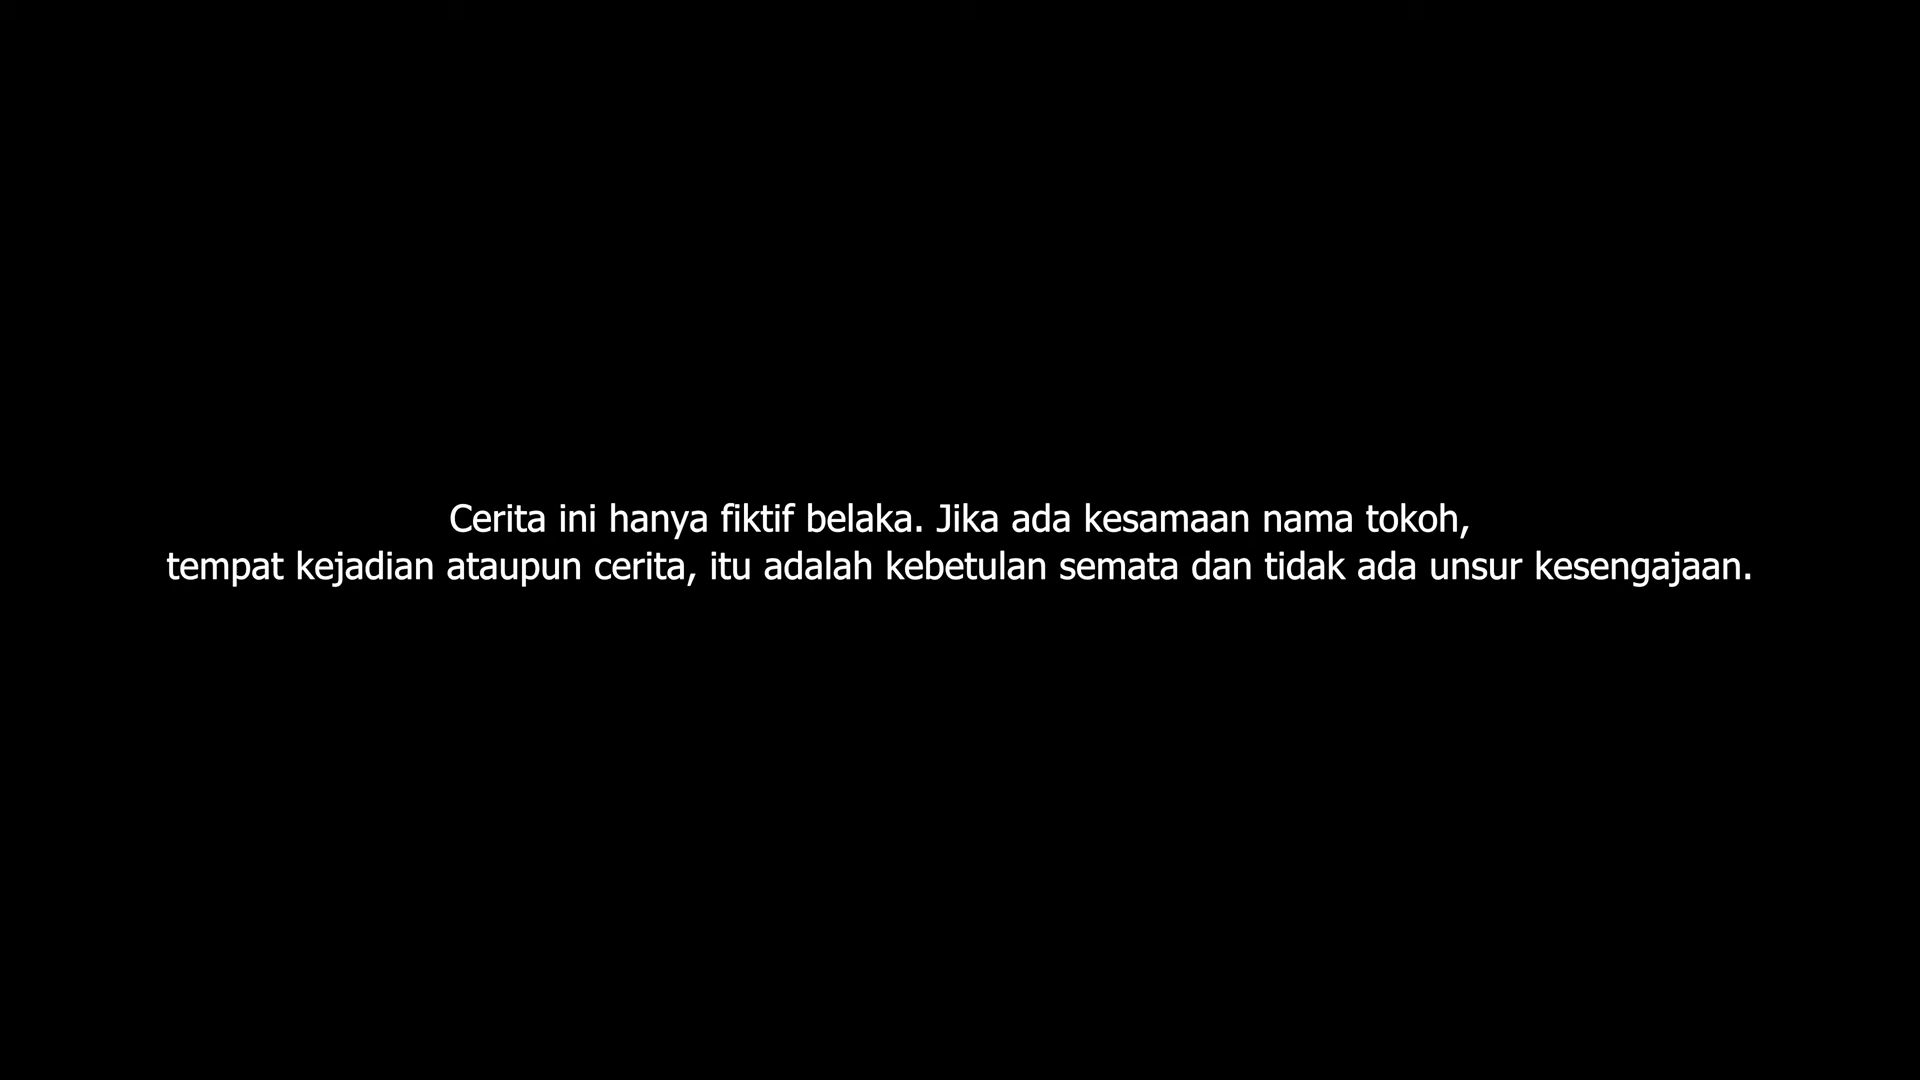 Cerita ini hanya fiktif belaka. Jika ada kesamaan nama tokoh,
tempat kejadian ataupun cerita, itu adalah kebetulan semata dan tidak ada unsur kesengajaan.